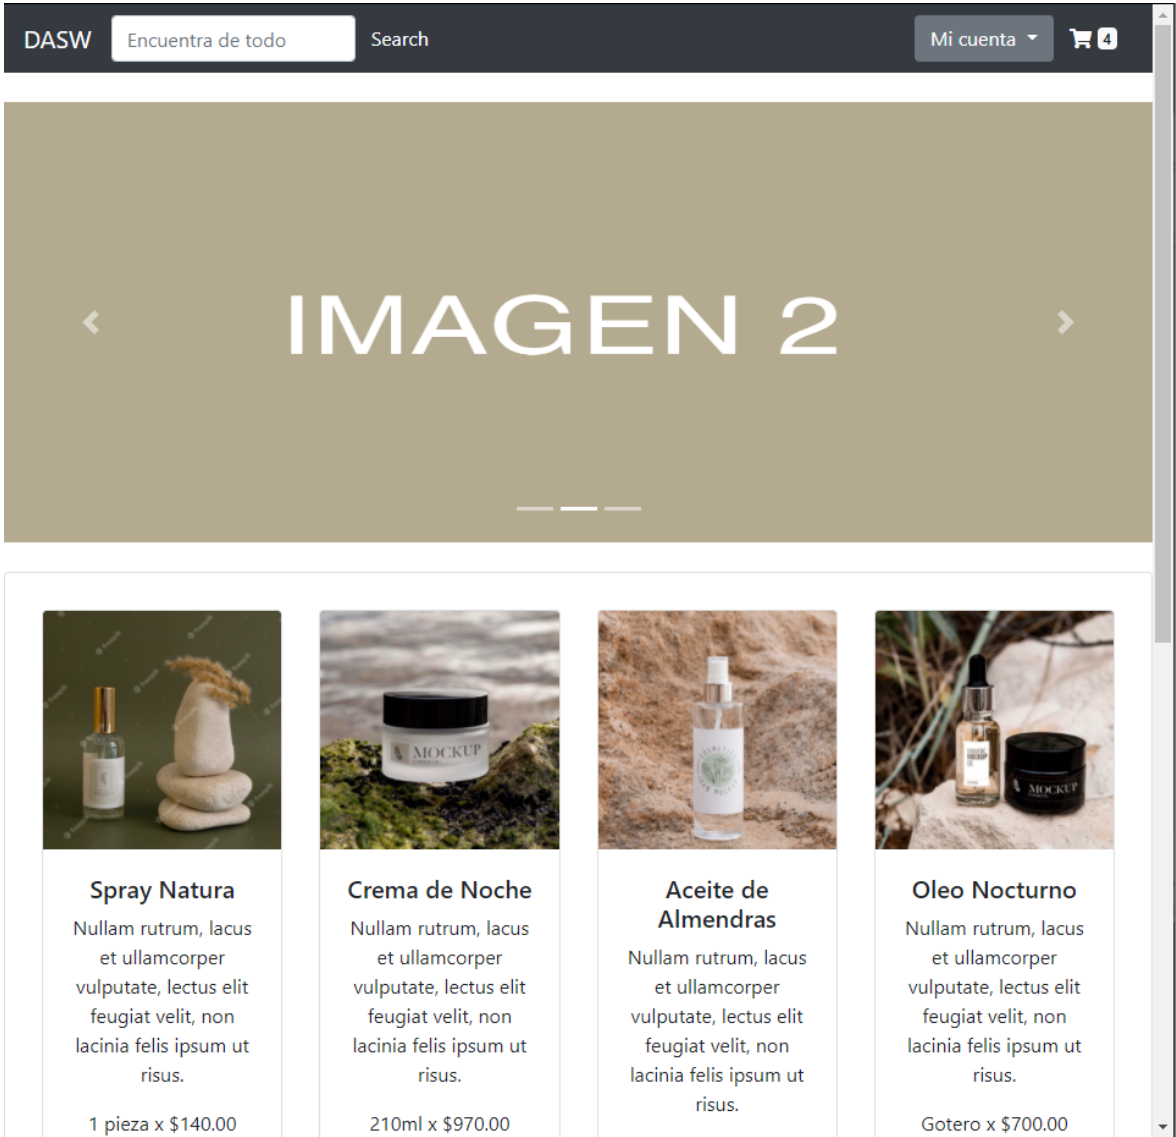 DASW Encuentra de todo Search Mi cuenta 4
IMAGEN 2
MOCKUP
MOCKUP
Spray Natura
Nullam rutrum, lacus
et ullamcorper
vulputate, lectus elit
feugiat velit, non
lacinia felis ipsum ut
risus.
1 pieza x $140.00
Crema de Noche
Nullam rutrum, lacus
et ullamcorper
vulputate, lectus elit
feugiat velit, non
lacinia felis ipsum ut
risus.
210ml x $970.00
Aceite de
Almendras
Nullam rutrum, lacus
et ullamcorper
vulputate, lectus elit
feugiat velit, non
lacinia felis ipsum ut
risus.
Oleo Nocturno
Nullam rutrum, lacus
et ullamcorper
vulputate, lectus elit
feugiat velit, non
lacinia felis ipsum ut
risus.
Gotero x $700.00